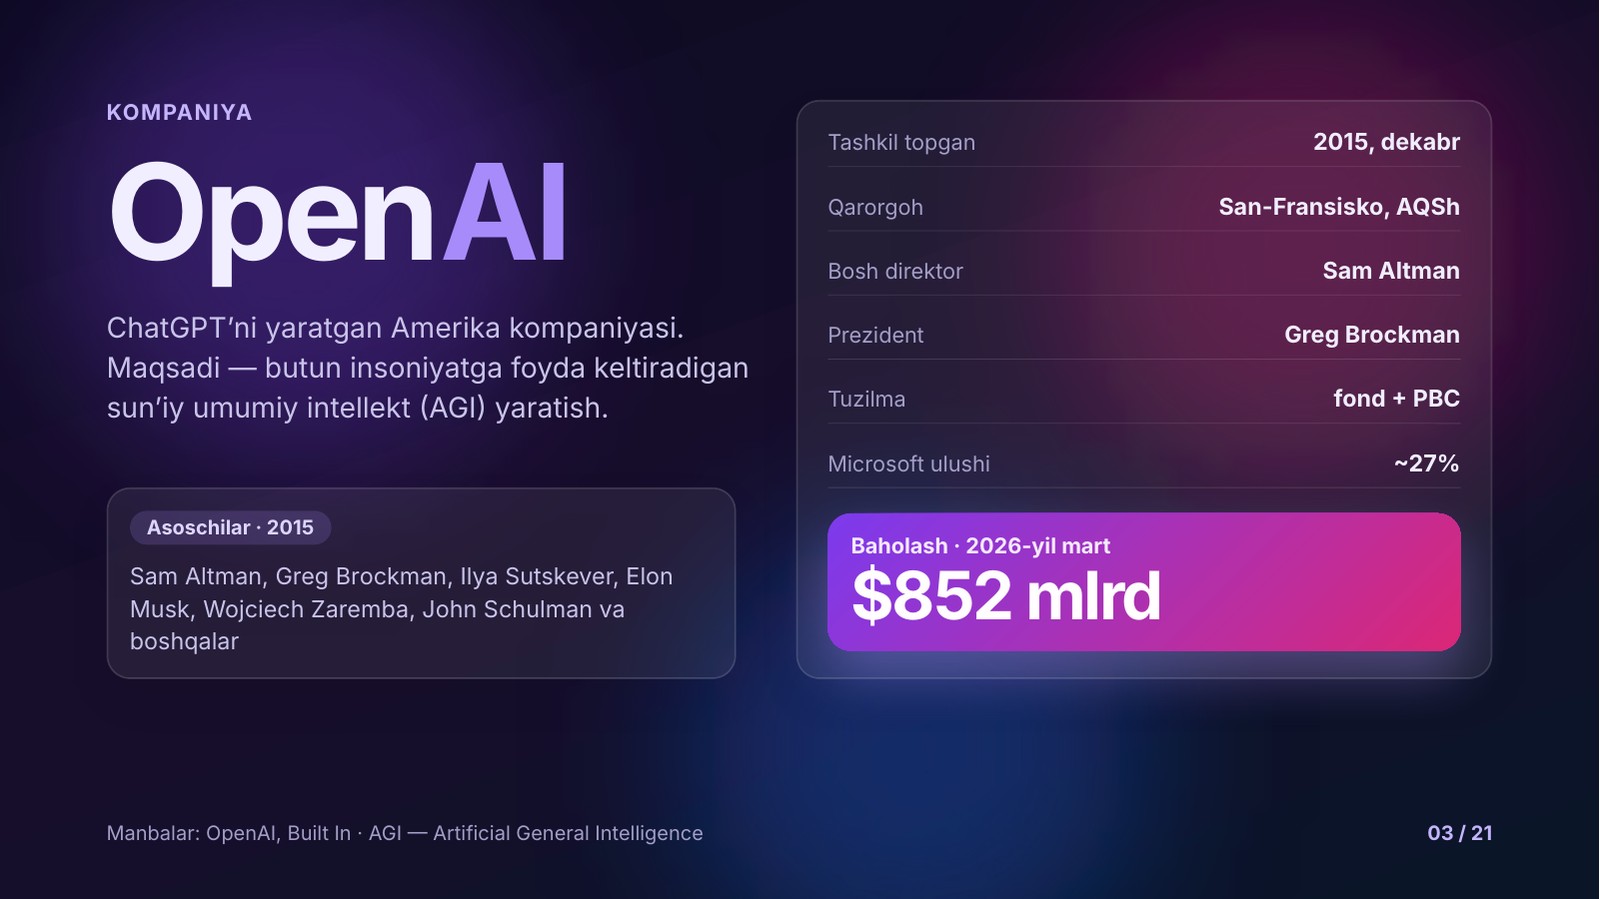 KOMPANIYA
OpenAI
ChatGPT’ni yaratgan Amerika kompaniyasi.
Maqsadi — butun insoniyatga foyda keltiradigan
sun’iy umumiy intellekt (AGI) yaratish.
Asoschilar · 2015
Sam Altman, Greg Brockman, Ilya Sutskever, Elon
Musk, Wojciech Zaremba, John Schulman va
boshqalar
Tashkil topgan 2015, dekabr
Qarorgoh San-Fransisko, AQSh
Bosh direktor Sam Altman
Prezident Greg Brockman
Tuzilma fond + PBC
Microsoft ulushi ~27%
Baholash · 2026-yil mart
$852 mlrd
Manbalar: OpenAI, Built In · AGI — Artificial General Intelligence
03 / 21